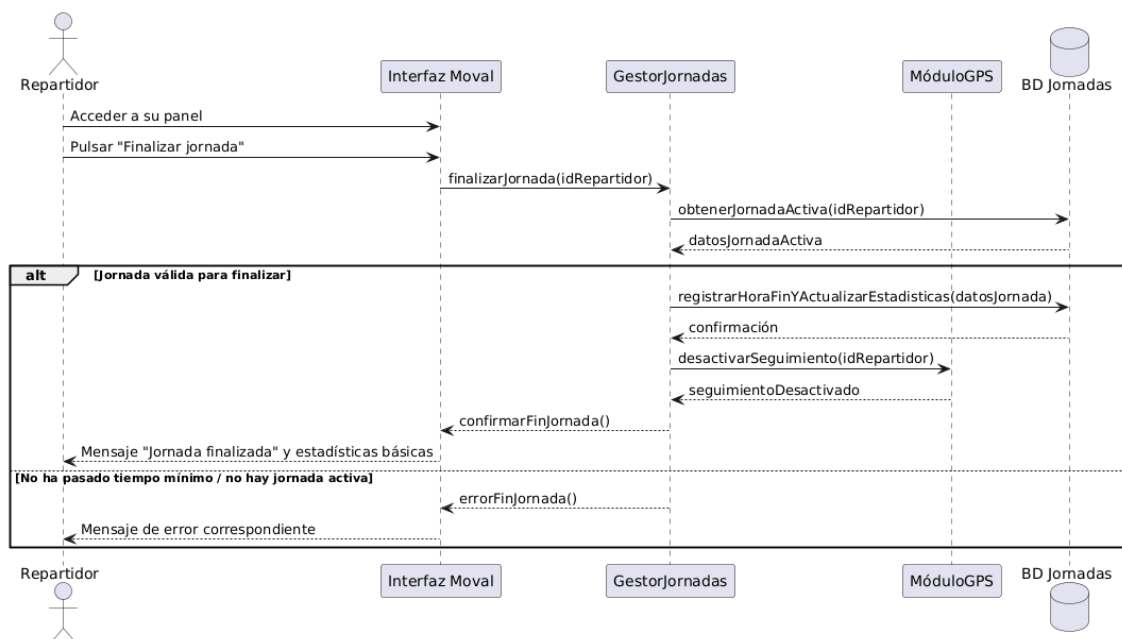 Repartidor
Interfaz Moval
GestorJornadas
MóduloGPS
BD Jornadas
Acceder a su panel
Pulsar "Finalizar jornada"
finalizarJornada(idRepartidor)
obtenerJornadaActiva(idRepartidor)
datosJornadaActiva
alt
[Jornada válida para finalizar]
registrarHoraFinYActualizarEstadisticas(datosJornada)
confirmación
desactivarSeguimiento(idRepartidor)
seguimientoDesactivado
confirmarFinJornada()
Mensaje "Jornada finalizada" y estadísticas básicas
[No ha pasado tiempo mínimo / no hay jornada activa]
errorFinJornada()
Mensaje de error correspondiente
Repartidor
Interfaz Moval
GestorJornadas
MóduloGPS
BD Jornadas